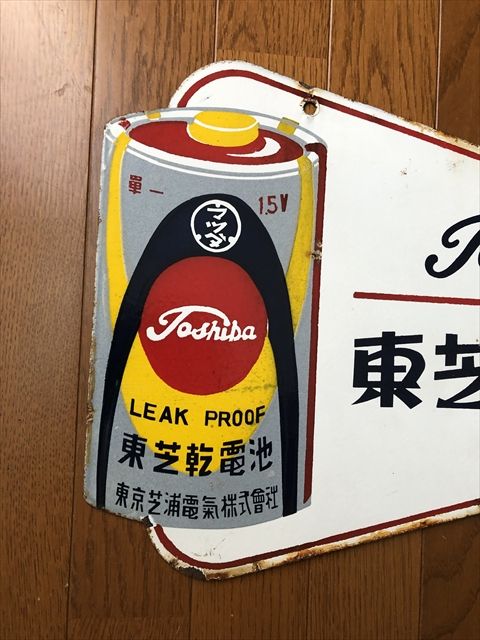 單一
1.5V
マツダ
Toshiba
LEAK PROOF
東芝乾電池
東京芝浦電氣株式會社
東芝